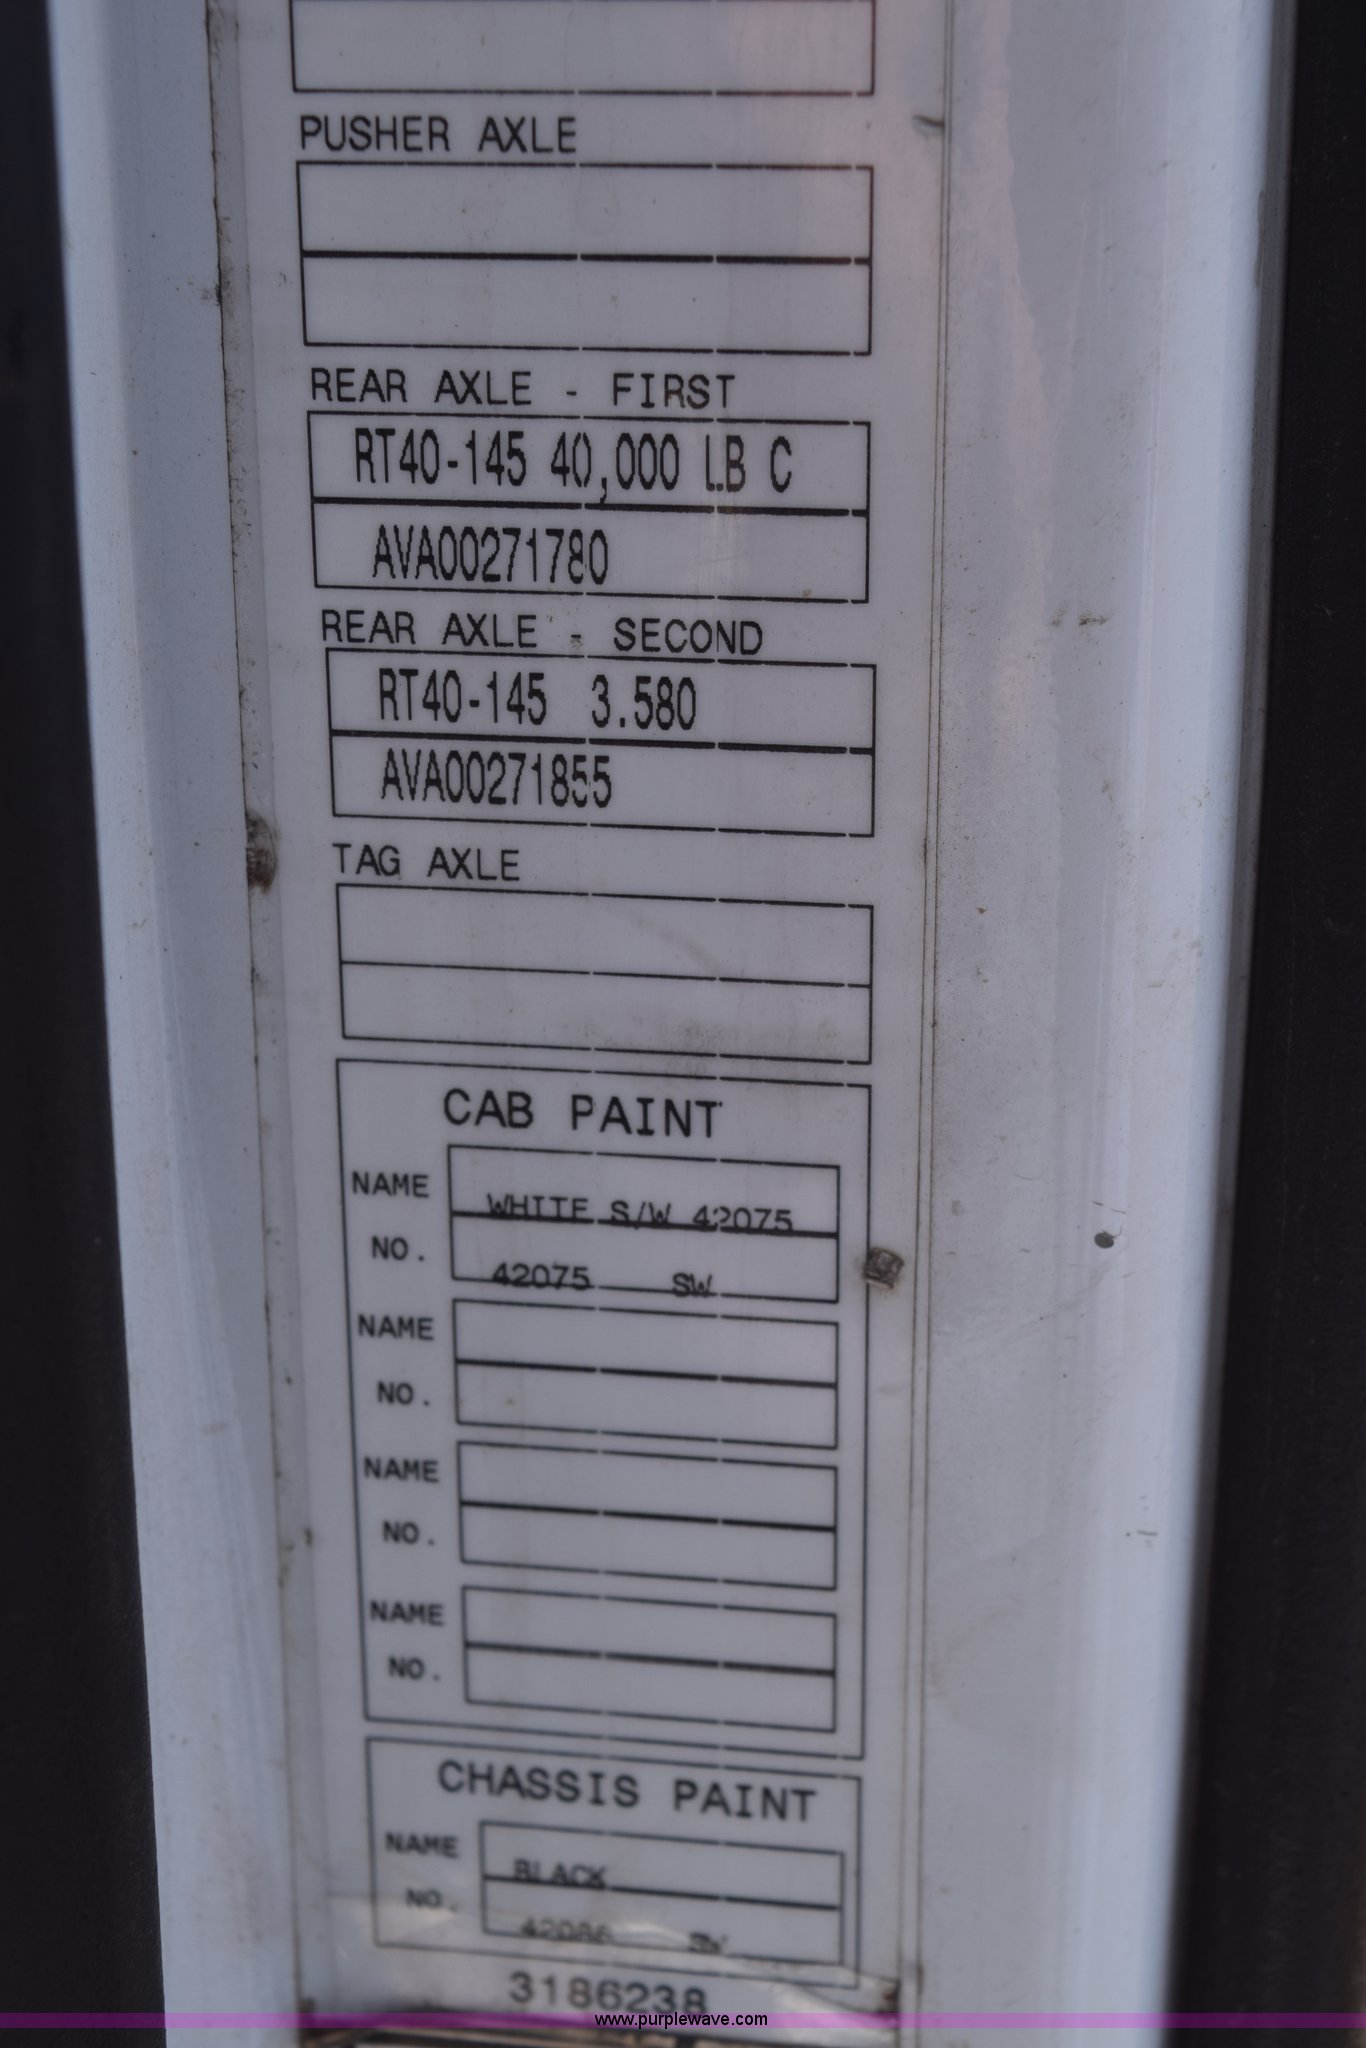 PUSHER AXLE
REAR AXLE - FIRST
RT40-145 40,000 LB C
AVA00271780
REAR AXLE - SECOND
RT40-145 3.580
AVA00271855
TAG AXLE
CAB PAINT
NAME WHITE S/W 42075
NO. 42075 SW
NAME
NO.
NAME
NO.
NAME
NO.
CHASSIS PAINT
NAME BLACK
NO. 42086 SW
3186238
www.purplewave.com